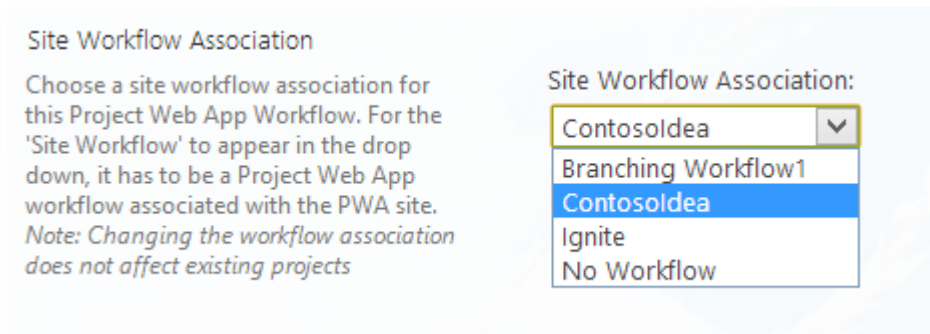 Site Workflow Association
Choose a site workflow association for
this Project Web App Workflow. For the
'Site Workflow' to appear in the drop
down, it has to be a Project Web App
workflow associated with the PWA site.
Note: Changing the workflow association
does not affect existing projects
Site Workflow Association:
ContosoIdea
Branching Workflow1
ContosoIdea
Ignite
No Workflow